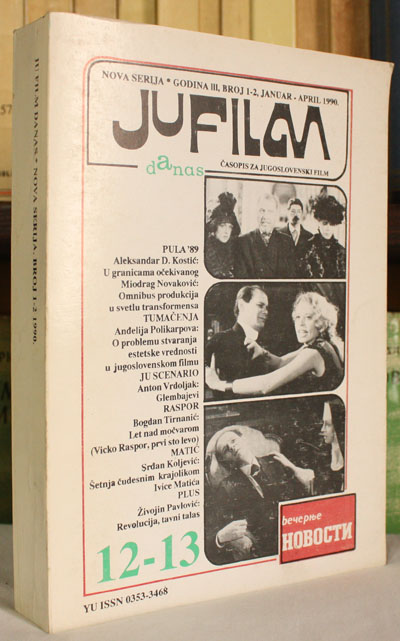 NOVA SERIJA * GODINA III, BROJ 1-2, JANUAR - APRIL 1990.
JUFILM
danas
ČASOPIS ZA JUGOSLOVENSKI FILM
PULA '89
Aleksandar D. Kostić:
U granicama očekivanog
Miodrag Novaković:
Omnibus produkcija
u svetlu transformensa
TUMAČENJA
Anđelija Polikarpova:
O problemu stvaranja
estetske vrednosti
u jugoslovenskom filmu
JU SCENARIO
Anton Vrdoljak:
Glembajevi
RASPOR
Bogdan Tirnanić:
Let nad močvarom
(Vicko Raspor, prvi sto levo)
MATIĆ
Srđan Koljević:
Šetnja čudesnim krajolikom
Ivice Matića
PLUS
Živojin Pavlović:
Revolucija, tavni talas
12-13
вечерње
НОВОСТИ
YU ISSN 0353-3468
JU FILM DANAS * NOVA SERIJA BROJ 1-2 1990.